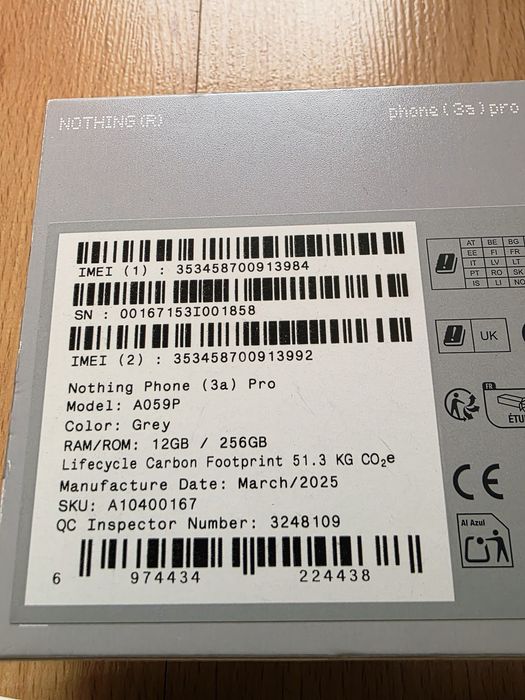 NOTHING(R)
phone(3a)pro
IMEI (1) : 353458700913984
SN : 00167153I001858
IMEI (2) : 353458700913992
Nothing Phone (3a) Pro
Model: A059P
Color: Grey
RAM/ROM: 12GB / 256GB
Lifecycle Carbon Footprint 51.3 KG CO₂e
Manufacture Date: March/2025
SKU: A10400167
QC Inspector Number: 3248109
6 974434 224438
AT BE BG
EE FI FR
IT LV LT
PT RO SK
IS LI NO
UK
FR
CE
Al Azul